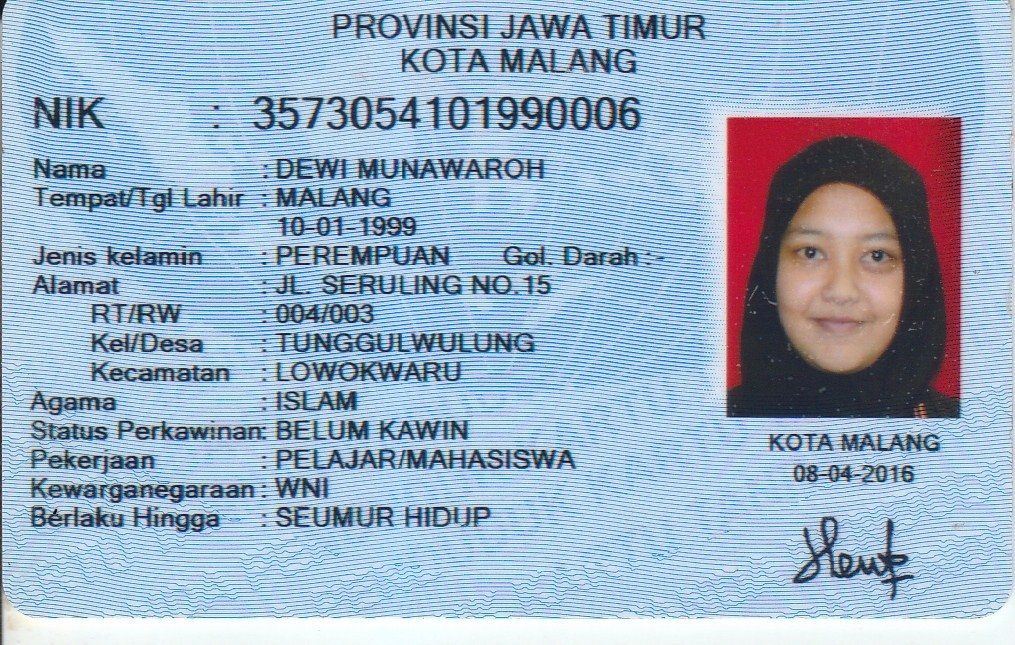 PROVINSI JAWA TIMUR
KOTA MALANG
NIK : 3573054101990006
Nama : DEWI MUNAWAROH
Tempat/Tgl Lahir : MALANG
10-01-1999
Jenis kelamin : PEREMPUAN Gol. Darah : -
Alamat : JL. SERULING NO.15
RT/RW : 004/003
Kel/Desa : TUNGGULWULUNG
Kecamatan : LOWOKWARU
Agama : ISLAM
Status Perkawinan: BELUM KAWIN
Pekerjaan : PELAJAR/MAHASISWA
Kewarganegaraan : WNI
Berlaku Hingga : SEUMUR HIDUP
KOTA MALANG
08-04-2016